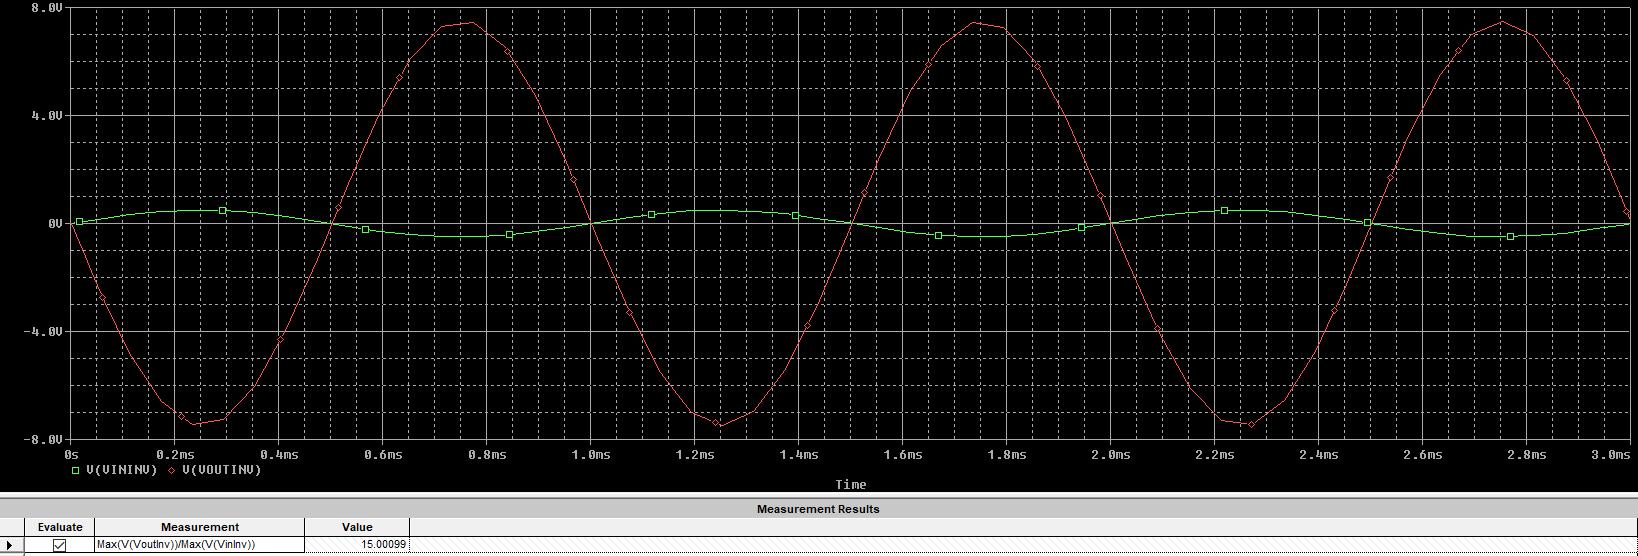 8.0V
4.0V
0V
-4.0V
-8.0V
0s 0.2ms 0.4ms 0.6ms 0.8ms 1.0ms 1.2ms 1.4ms 1.6ms 1.8ms 2.0ms 2.2ms 2.4ms 2.6ms 2.8ms 3.0ms
V(VININV) V(VOUTINV)
Time
Measurement Results
Evaluate Measurement Value
Max(V(VoutInv))/Max(V(VinInv)) 15.00099